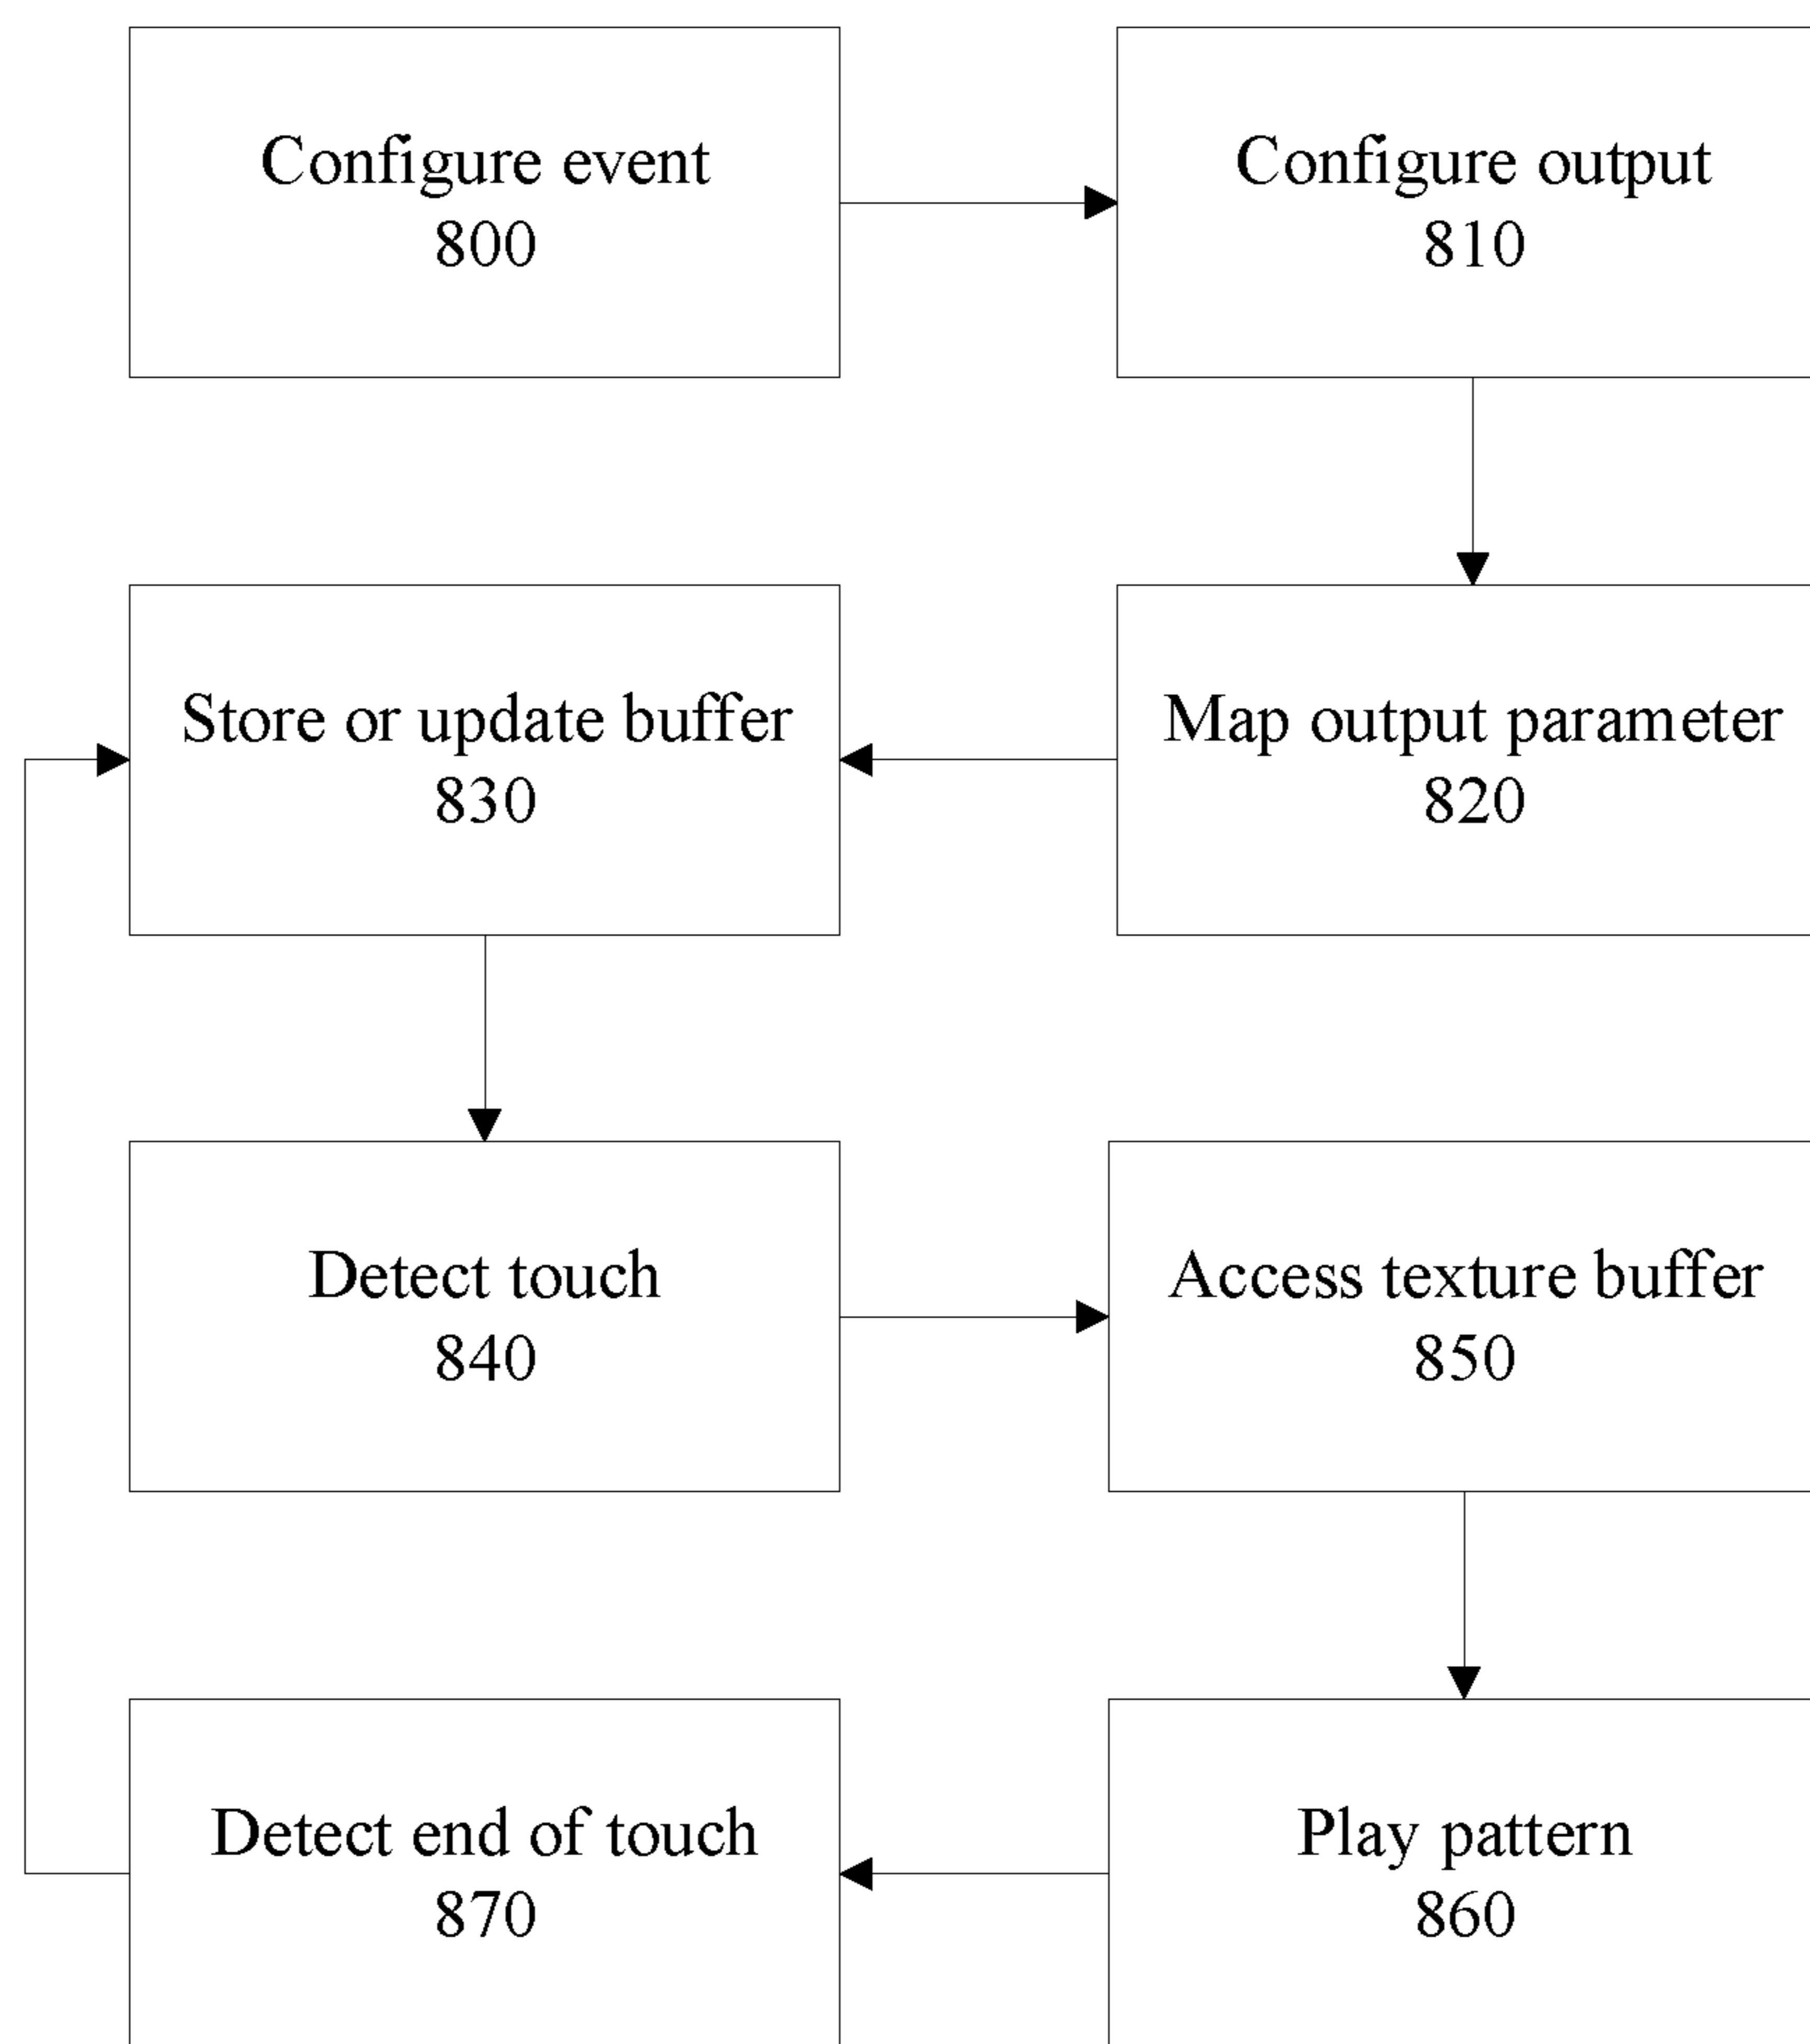 Configure event
800
Configure output
810
Store or update buffer
830
Map output parameter
820
Detect touch
840
Access texture buffer
850
Detect end of touch
870
Play pattern
860